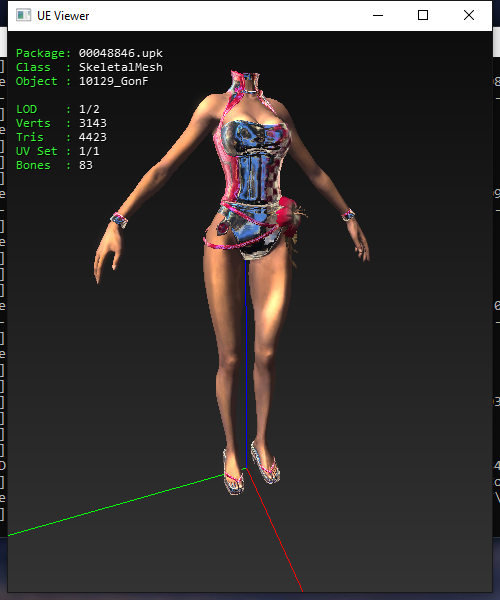 UE Viewer
Package: 00048846.upk
Class : SkeletalMesh
Object : 10129_GonF
LOD : 1/2
Verts : 3143
Tris : 4423
UV Set : 1/1
Bones : 83